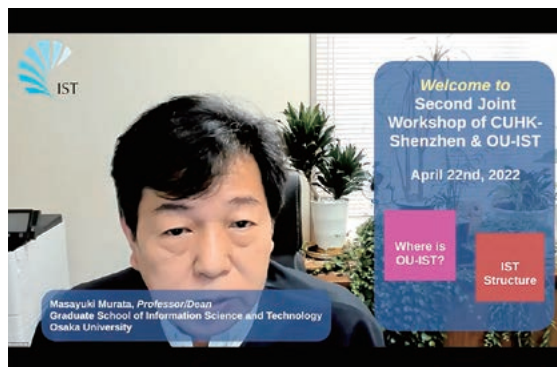 IST
Welcome to
Second Joint
Workshop of CUHK-
Shenzhen & OU-IST
April 22nd, 2022
Where is
OU-IST?
IST
Structure
Masayuki Murata, Professor/Dean
Graduate School of Information Science and Technology
Osaka University